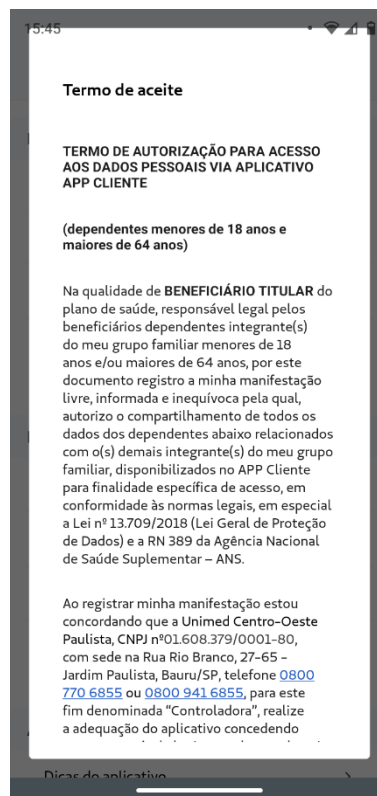 15:45
Termo de aceite
TERMO DE AUTORIZAÇÃO PARA ACESSO
AOS DADOS PESSOAIS VIA APLICATIVO
APP CLIENTE
(dependentes menores de 18 anos e
maiores de 64 anos)
Na qualidade de BENEFICIÁRIO TITULAR do
plano de saúde, responsável legal pelos
beneficiários dependentes integrante(s)
do meu grupo familiar menores de 18
anos e/ou maiores de 64 anos, por este
documento registro a minha manifestação
livre, informada e inequívoca pela qual,
autorizo o compartilhamento de todos os
dados dos dependentes abaixo relacionados
com o(s) demais integrante(s) do meu grupo
familiar, disponibilizados no APP Cliente
para finalidade específica de acesso, em
conformidade às normas legais, em especial
a Lei nº 13.709/2018 (Lei Geral de Proteção
de Dados) e a RN 389 da Agência Nacional
de Saúde Suplementar – ANS.
Ao registrar minha manifestação estou
concordando que a Unimed Centro-Oeste
Paulista, CNPJ nº01.608.379/0001-80,
com sede na Rua Rio Branco, 27-65 –
Jardim Paulista, Bauru/SP, telefone 0800
770 6855 ou 0800 941 6855, para este
fim denominada “Controladora”, realize
a adequação do aplicativo concedendo
Dicas do aplicativo